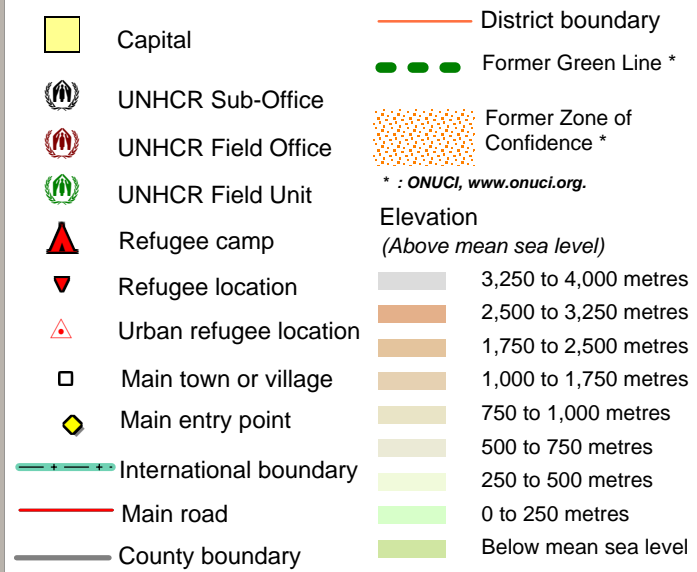 Capital
UNHCR Sub-Office
UNHCR Field Office
UNHCR Field Unit
Refugee camp
Refugee location
Urban refugee location
Main town or village
Main entry point
International boundary
Main road
County boundary
District boundary
Former Green Line *
Former Zone of
Confidence *
* : ONUCI, www.onuci.org.
Elevation
(Above mean sea level)
3,250 to 4,000 metres
2,500 to 3,250 metres
1,750 to 2,500 metres
1,000 to 1,750 metres
750 to 1,000 metres
500 to 750 metres
250 to 500 metres
0 to 250 metres
Below mean sea level